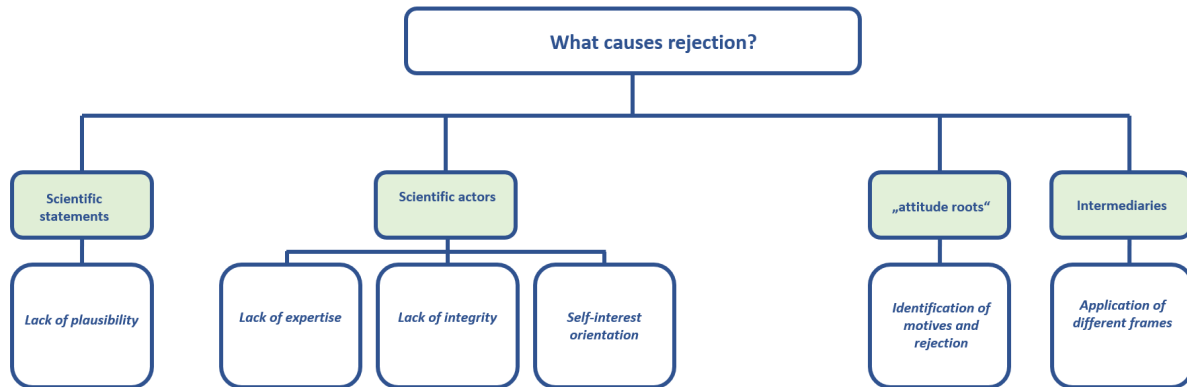 What causes rejection?
Scientific
statements
Scientific actors
„attitude roots“
Intermediaries
Lack of plausibility
Lack of expertise
Lack of integrity
Self-interest
orientation
Identification of
motives and
rejection
Application of
different frames